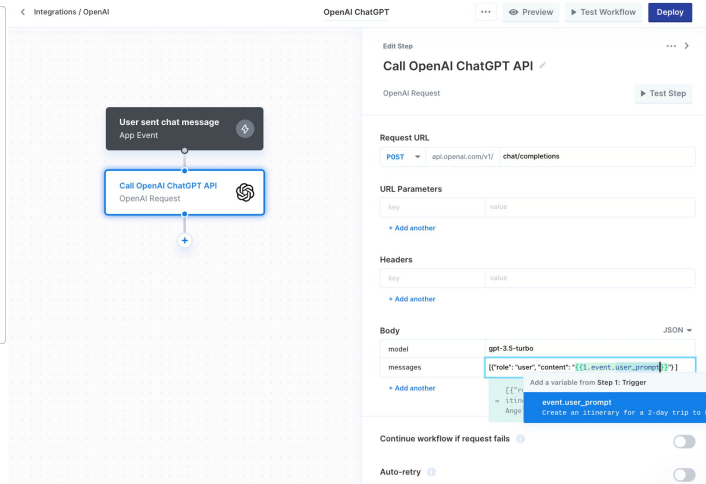 Integrations / OpenAI
OpenAI ChatGPT
Preview
Test Workflow
Deploy
Edit Step
Call OpenAI ChatGPT API
OpenAI Request
Test Step
User sent chat message
App Event
Call OpenAI ChatGPT API
OpenAI Request
+
Request URL
POST api.openai.com/v1/ chat/completions
URL Parameters
key value
+ Add another
Headers
key value
+ Add another
Body JSON
model gpt-3.5-turbo
messages [{"role": "user", "content": "{{1.event.user_prompt}}"} ]
+ Add another
Add a variable from Step 1: Trigger
event.user_prompt
Create an itinerary for a 2-day trip to
Continue workflow if request fails
Auto-retry